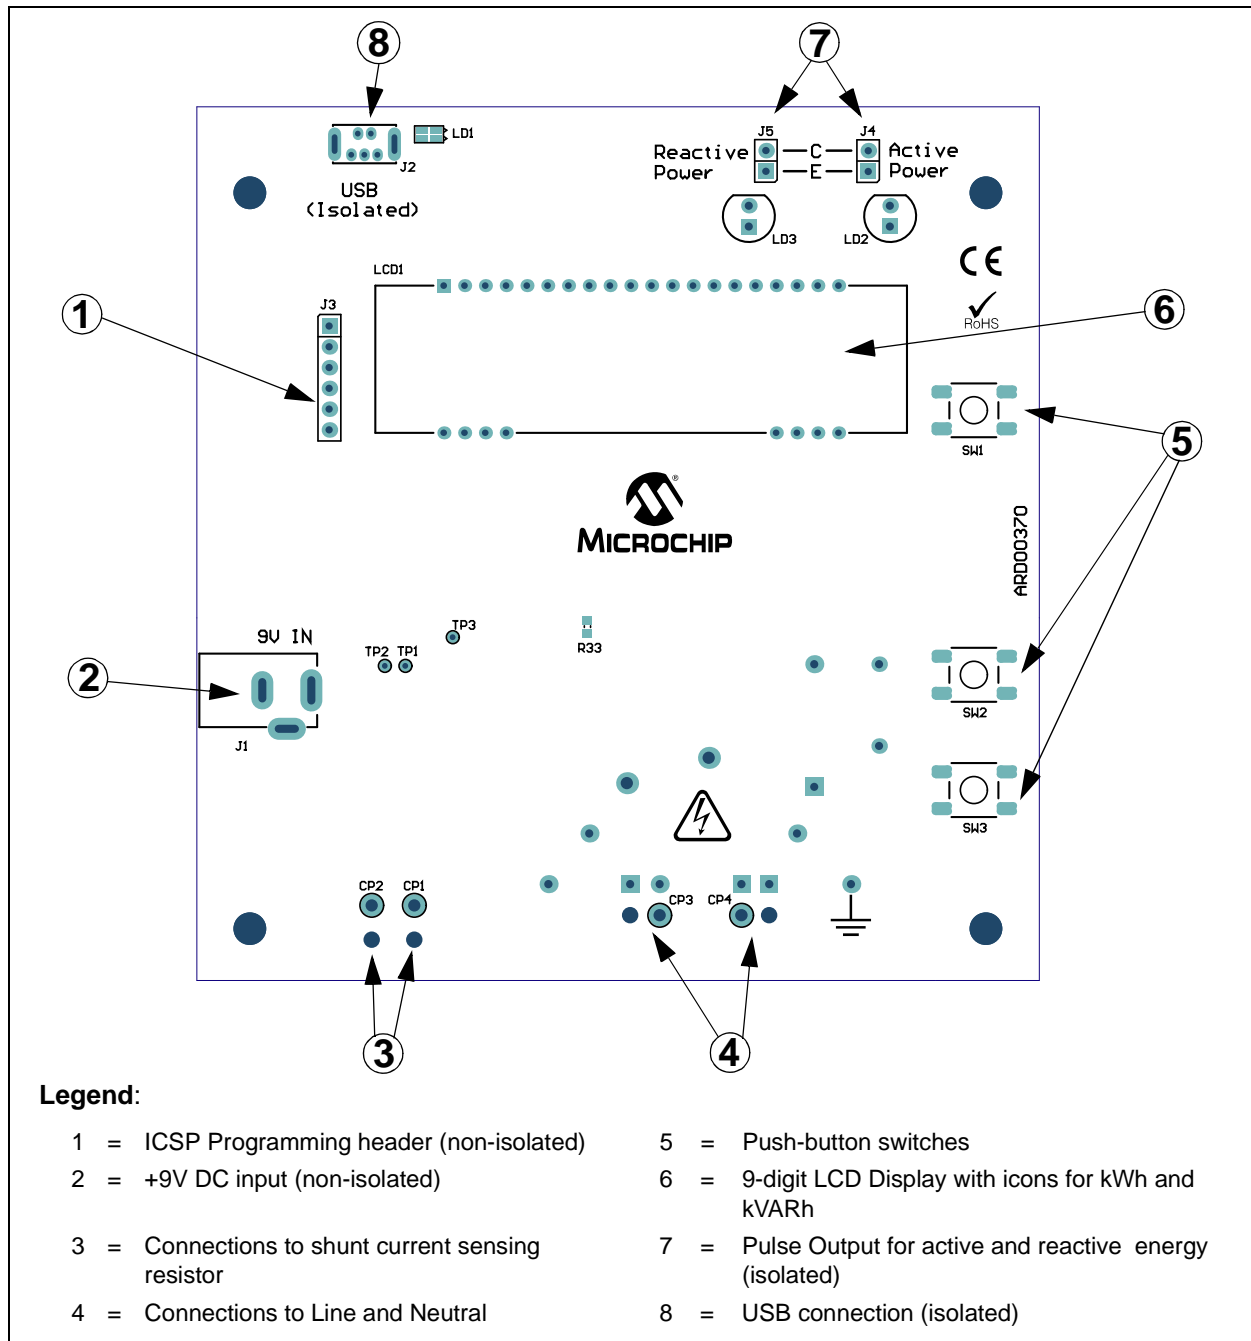 8
7
LD1
J2
USB
(Isolated)
J5
J4
Reactive
Power
C
E
Active
Power
LD3
LD2
CE
RoHS
LCD1
J3
1
6
SW1
5
®
MICROCHIP
ARD00370
9V IN
TP3
TP2 TP1
R33
2
J1
SW2
SW3
CP2
CP1
CP3
CP4
3
4
Legend:
1 = ICSP Programming header (non-isolated)
2 = +9V DC input (non-isolated)
3 = Connections to shunt current sensing
resistor
4 = Connections to Line and Neutral
5 = Push-button switches
6 = 9-digit LCD Display with icons for kWh and
kVARh
7 = Pulse Output for active and reactive energy
(isolated)
8 = USB connection (isolated)